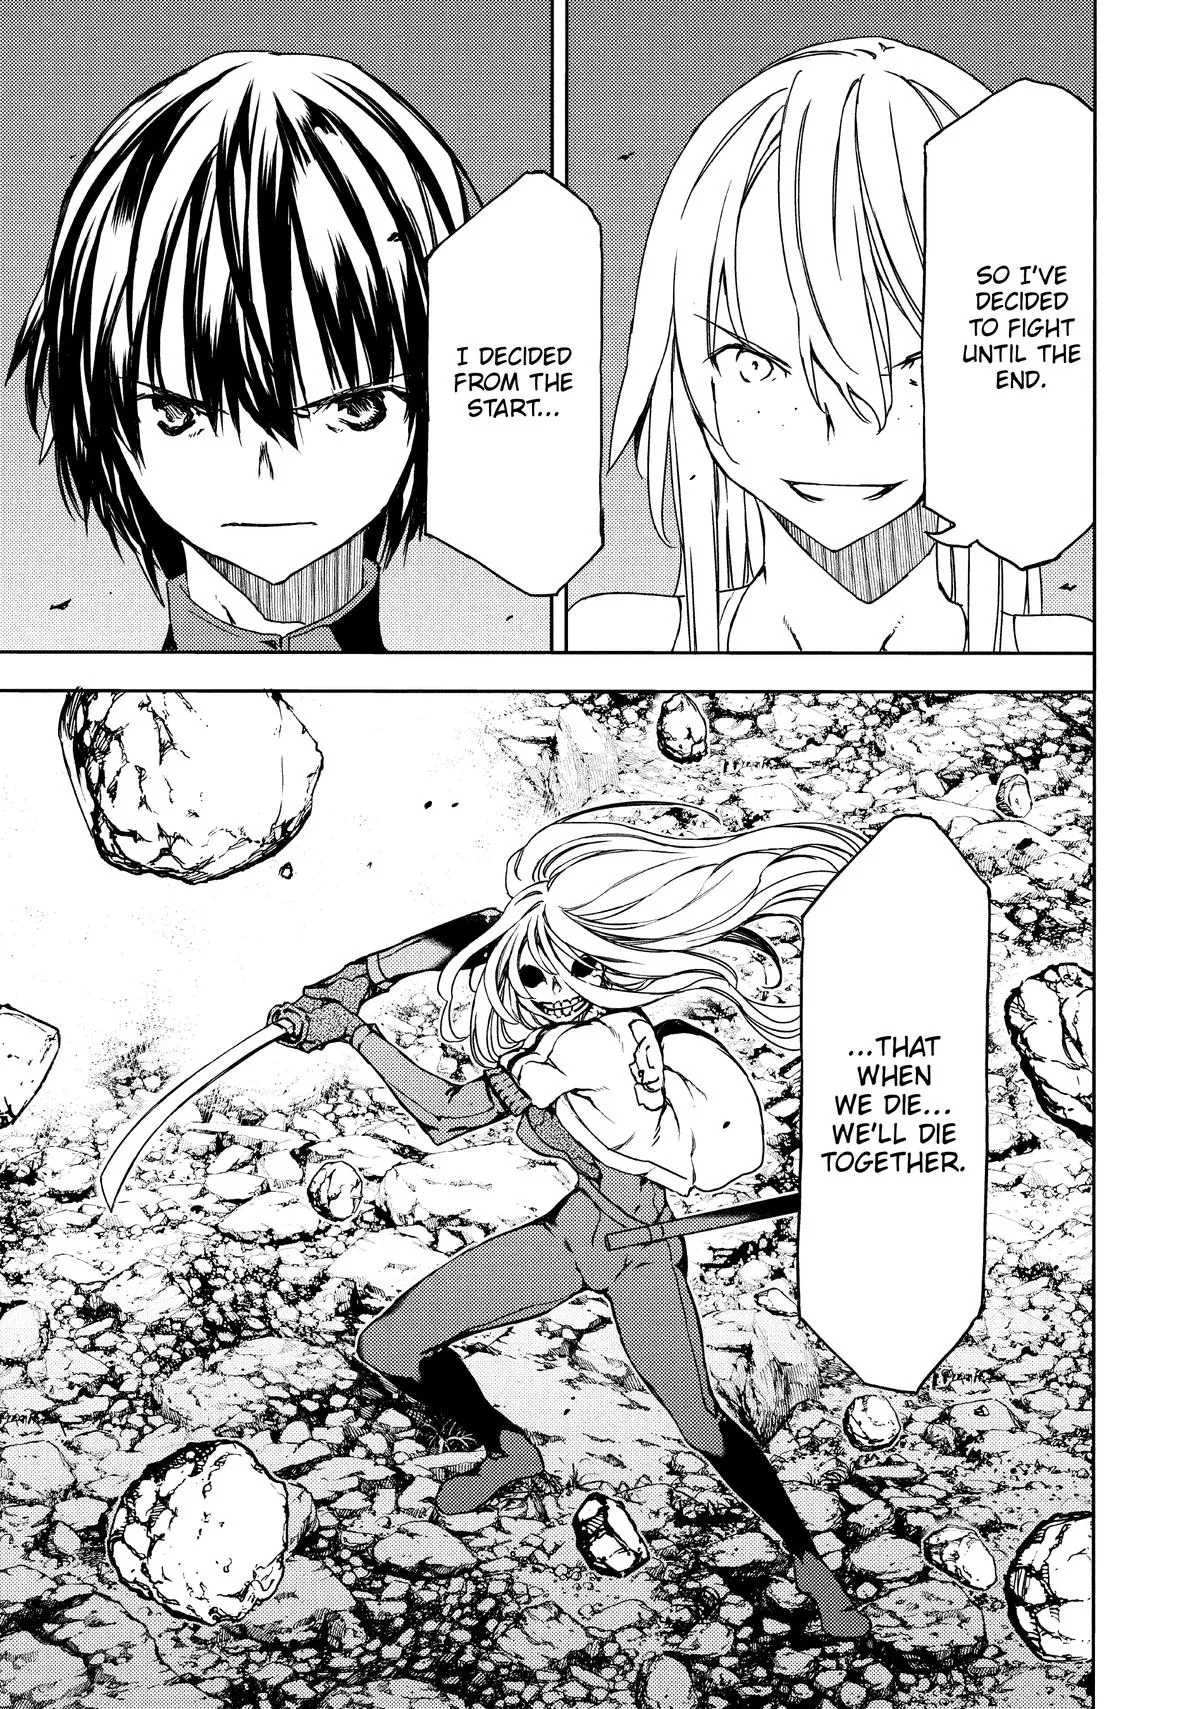 SO I'VE
DECIDED
TO FIGHT
UNTIL THE
END.
I DECIDED
FROM THE
START...
...THAT
WHEN
WE DIE...
WE'LL DIE
TOGETHER.